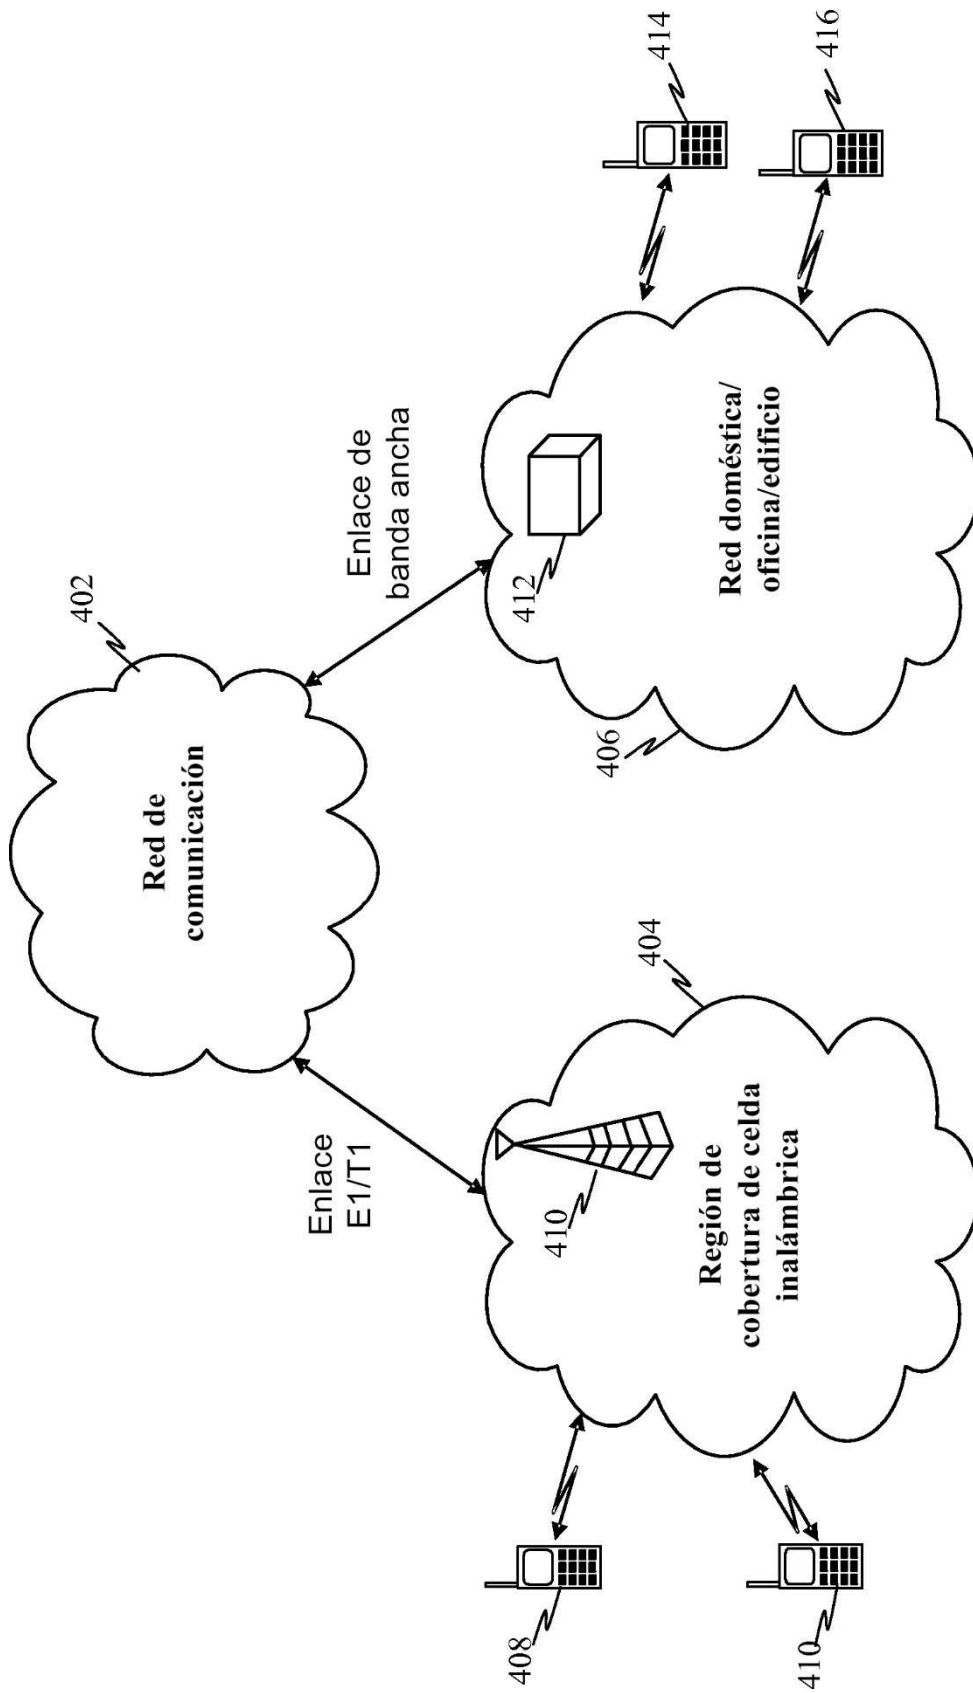 402
Red de
comunicación
Enlace
E1/T1
Enlace de
banda ancha
404
410
Región de
cobertura de celda
inalámbrica
408
410
406
412
Red doméstica/
oficina/edificio
414
416